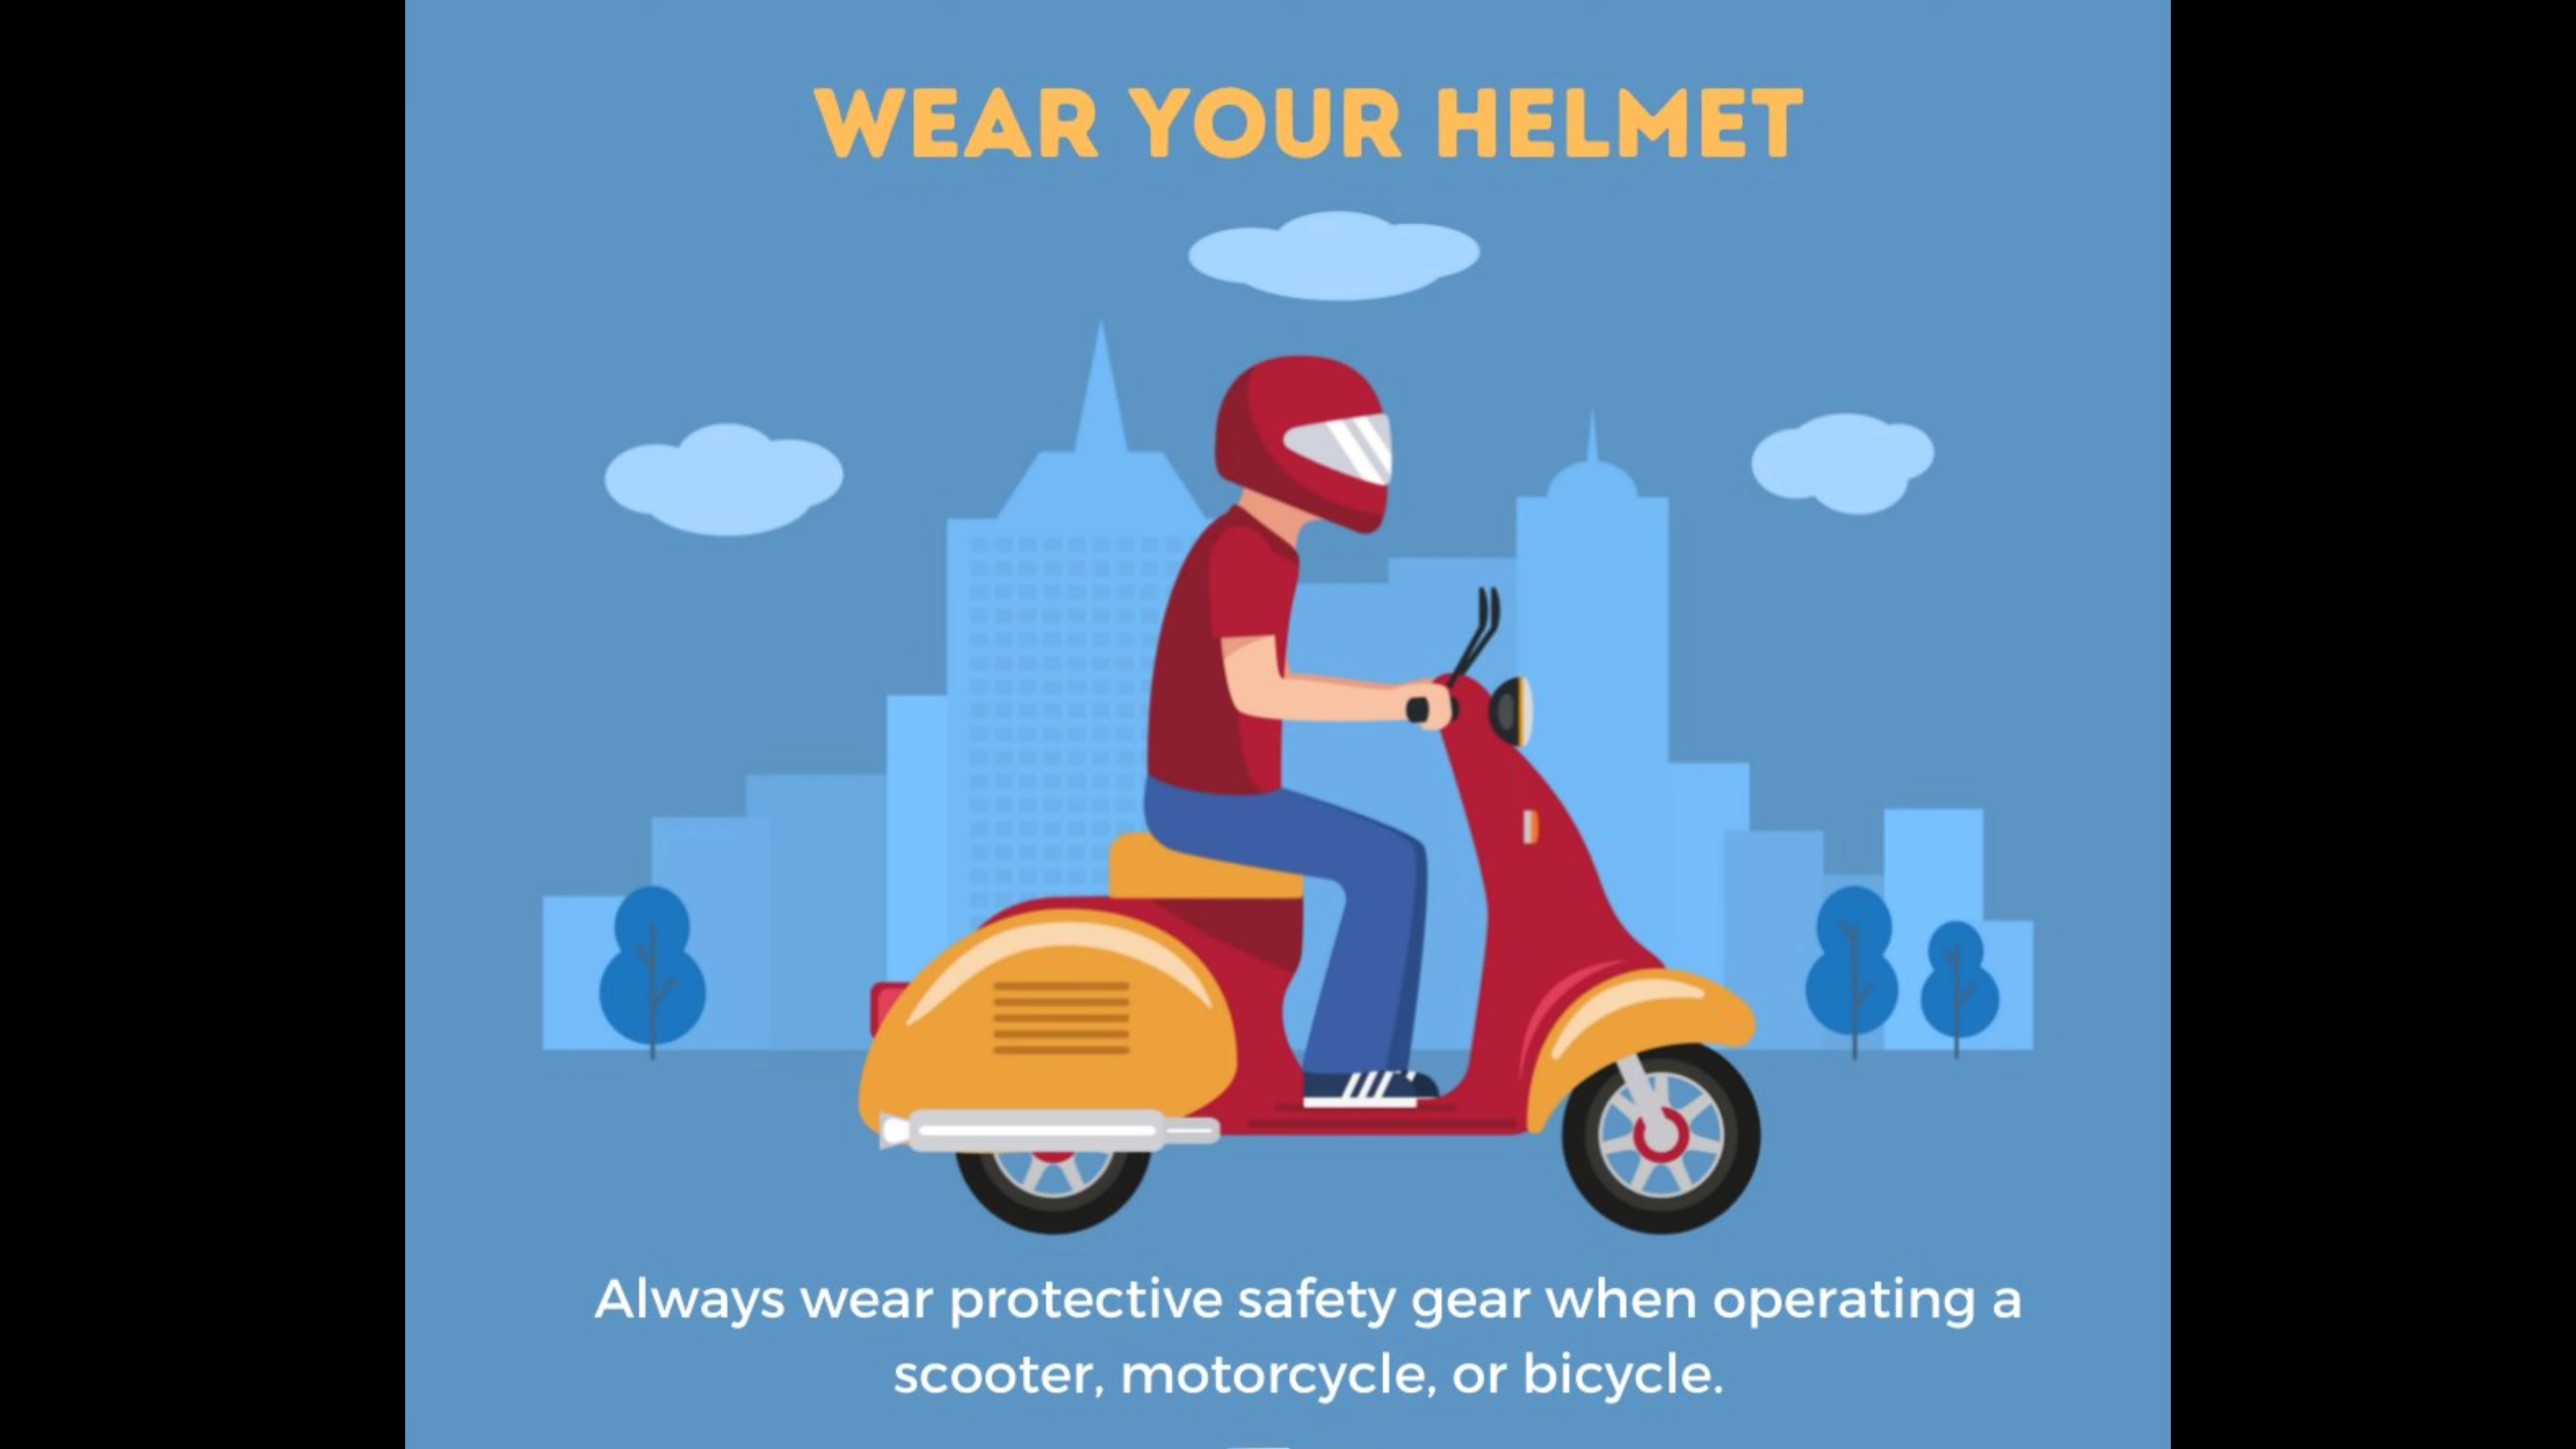 WEAR YOUR HELMET
Always wear protective safety gear when operating a
scooter, motorcycle, or bicycle.